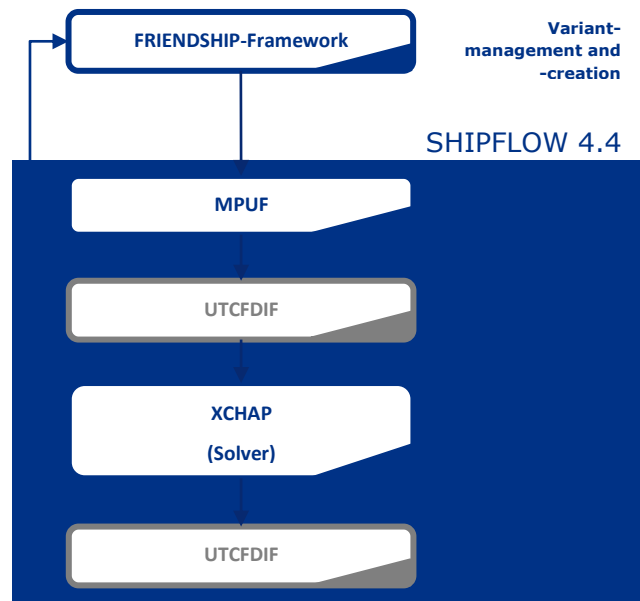 FRIENDSHIP-Framework
Variant-
management and
-creation
SHIPFLOW 4.4
MPUF
UTCFDIF
XCHAP
(Solver)
UTCFDIF